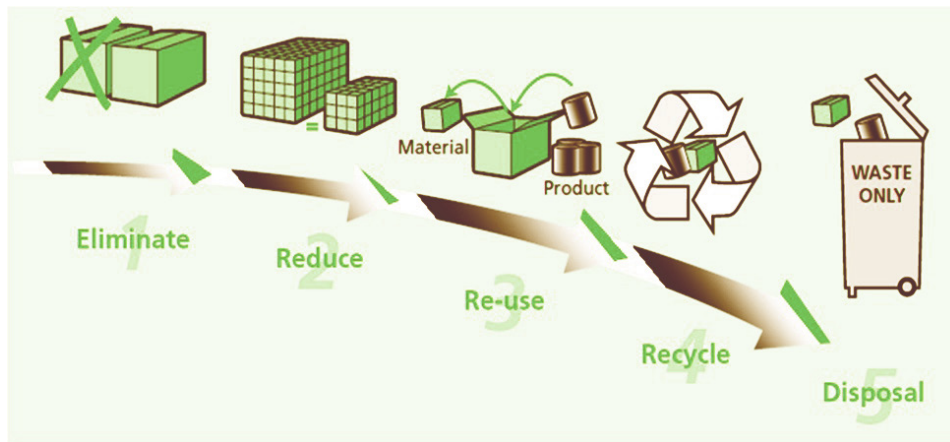 Material
Product
WASTE
ONLY
1
Eliminate
2
Reduce
3
Re-use
4
Recycle
5
Disposal